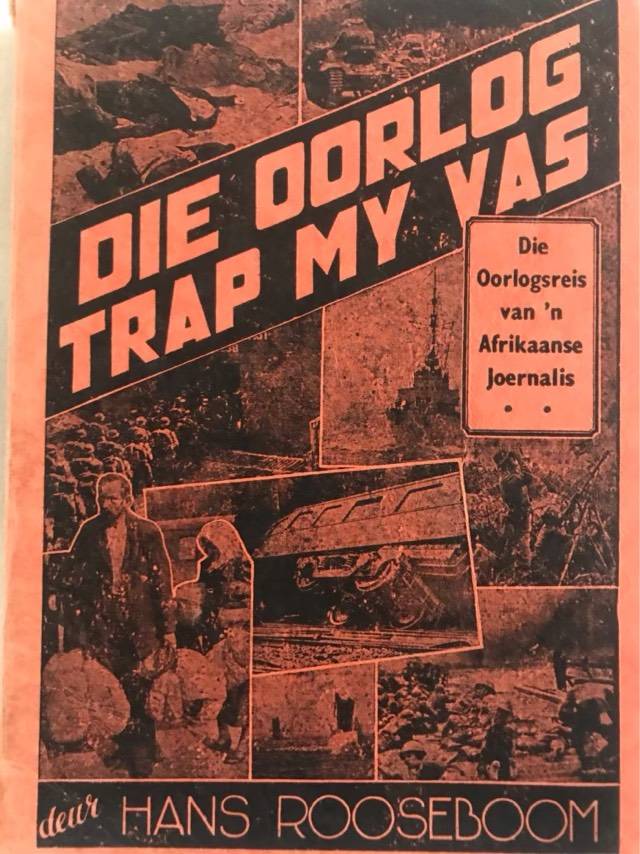 DIE OORLOG
TRAP MY VAS
Die
Oorlogsreis
van 'n
Afrikaanse
Joernalis
deur HANS ROOSEBOOM